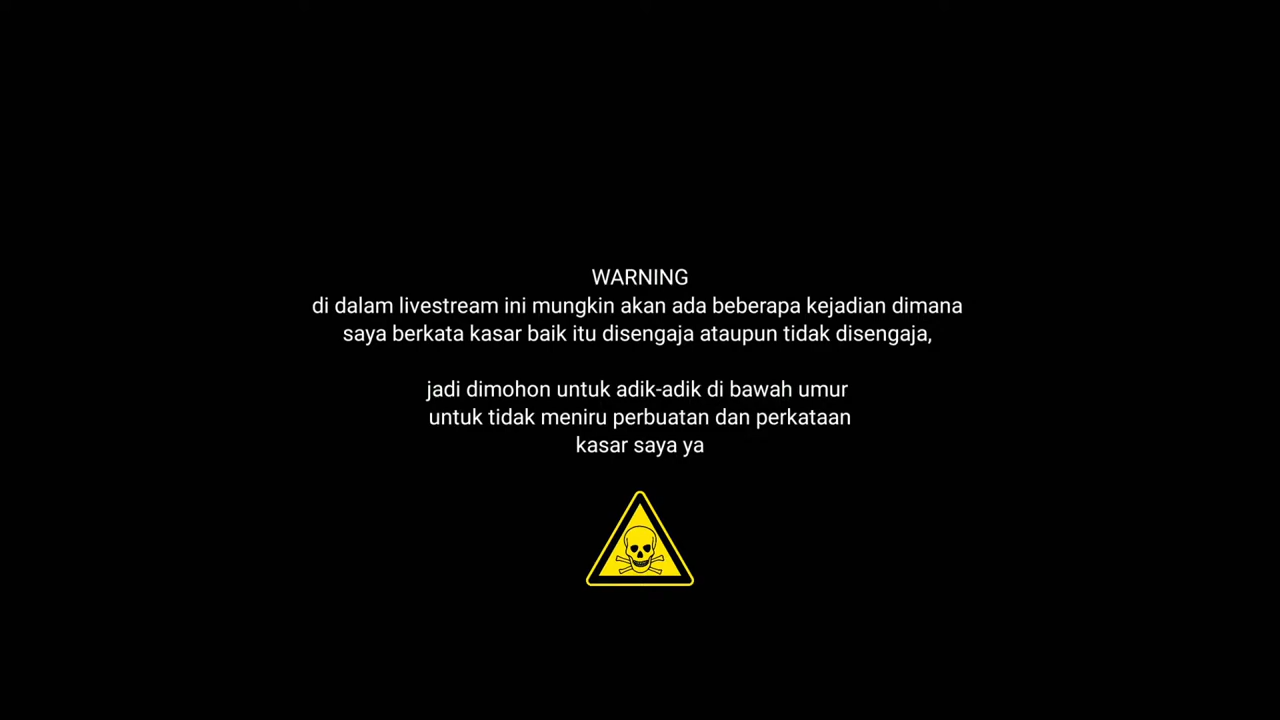 WARNING
di dalam livestream ini mungkin akan ada beberapa kejadian dimana
saya berkata kasar baik itu disengaja ataupun tidak disengaja,
jadi dimohon untuk adik-adik di bawah umur
untuk tidak meniru perbuatan dan perkataan
kasar saya ya